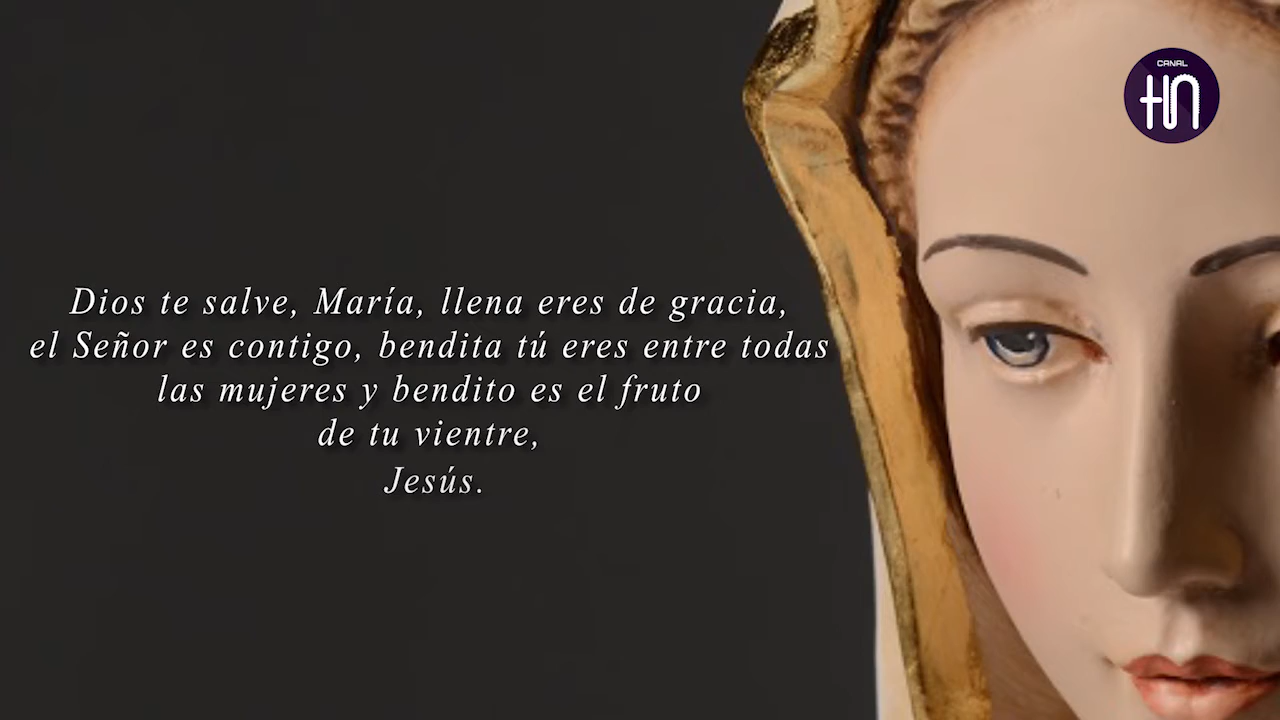 CANAL
HN
Dios te salve, María, llena eres de gracia,
el Señor es contigo, bendita tú eres entre todas
las mujeres y bendito es el fruto
de tu vientre,
Jesús.